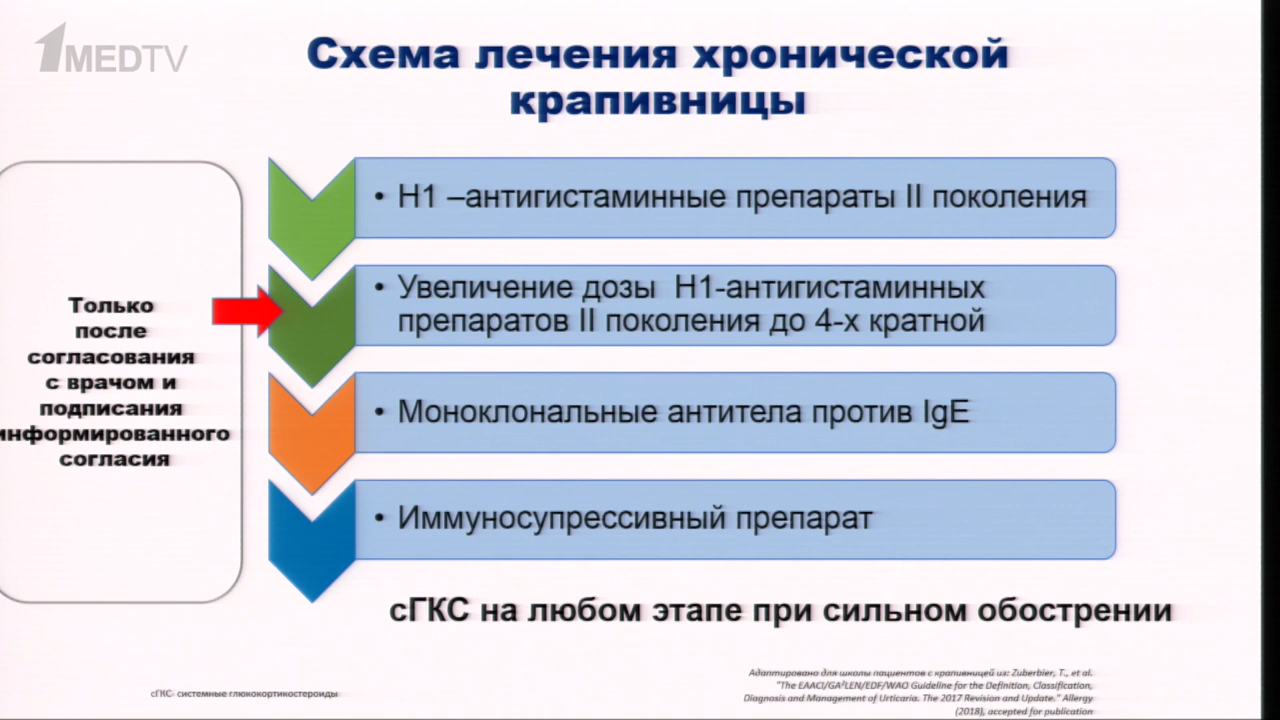 1MEDTV
Схема лечения хронической
крапивницы
• Н1 –антигистаминные препараты II поколения
• Увеличение дозы Н1-антигистаминных
препаратов II поколения до 4-х кратной
• Моноклональные антитела против IgE
• Иммуносупрессивный препарат
Только
после
согласования
с врачом и
подписания
информированного
согласия
сГКС на любом этапе при сильном обострении
сГКС- системные глюкокортикостероиды
Адаптировано для школы пациентов с крапивницей из: Zuberbier, T., et al.
"The EAACI/GA²LEN/EDF/WAO Guideline for the Definition, Classification,
Diagnosis and Management of Urticaria. The 2017 Revision and Update." Allergy
(2018), accepted for publication